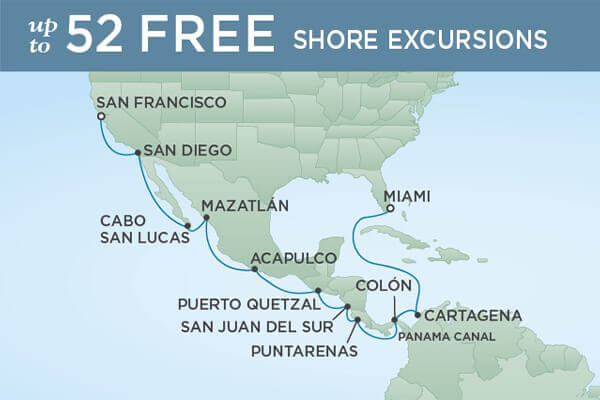 up to 52 FREE SHORE EXCURSIONS
SAN FRANCISCO
SAN DIEGO
CABO
SAN LUCAS
MAZATLÁN
ACAPULCO
MIAMI
COLÓN
PUERTO QUETZAL
SAN JUAN DEL SUR
PUNTARENAS
CARTAGENA
PANAMA CANAL